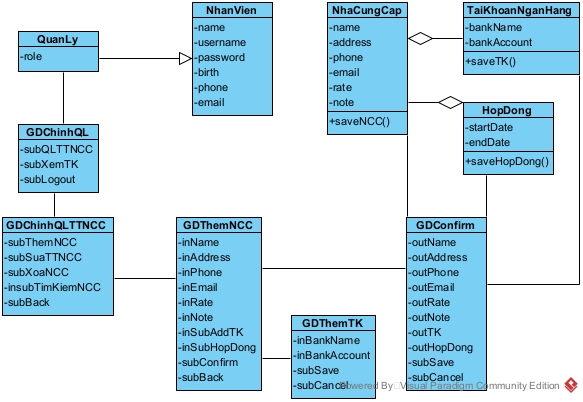 QuanLy
-role
NhanVien
-name
-username
-password
-birth
-phone
-email
NhaCungCap
-name
-address
-phone
-email
-rate
-note
+saveNCC()
TaiKhoanNganHang
-bankName
-bankAccount
+saveTK()
HopDong
-startDate
-endDate
+saveHopDong()
GDChinhQL
-subQLTTNCC
-subXemTK
-subLogout
GDChinhQLTTNCC
-subThemNCC
-subSuaTTNCC
-subXoaNCC
-insubTimKiemNCC
-subBack
GDThemNCC
-inName
-inAddress
-inPhone
-inEmail
-inRate
-inNote
-inSubAddTK
-inSubHopDong
-subConfirm
-subBack
GDThemTK
-inBankName
-inBankAccount
-subSave
-subCancel
GDConfirm
-outName
-outAddress
-outPhone
-outEmail
-outRate
-outNote
-outTK
-outHopDong
-subSave
-subCancel
Powered By Visual Paradigm Community Edition